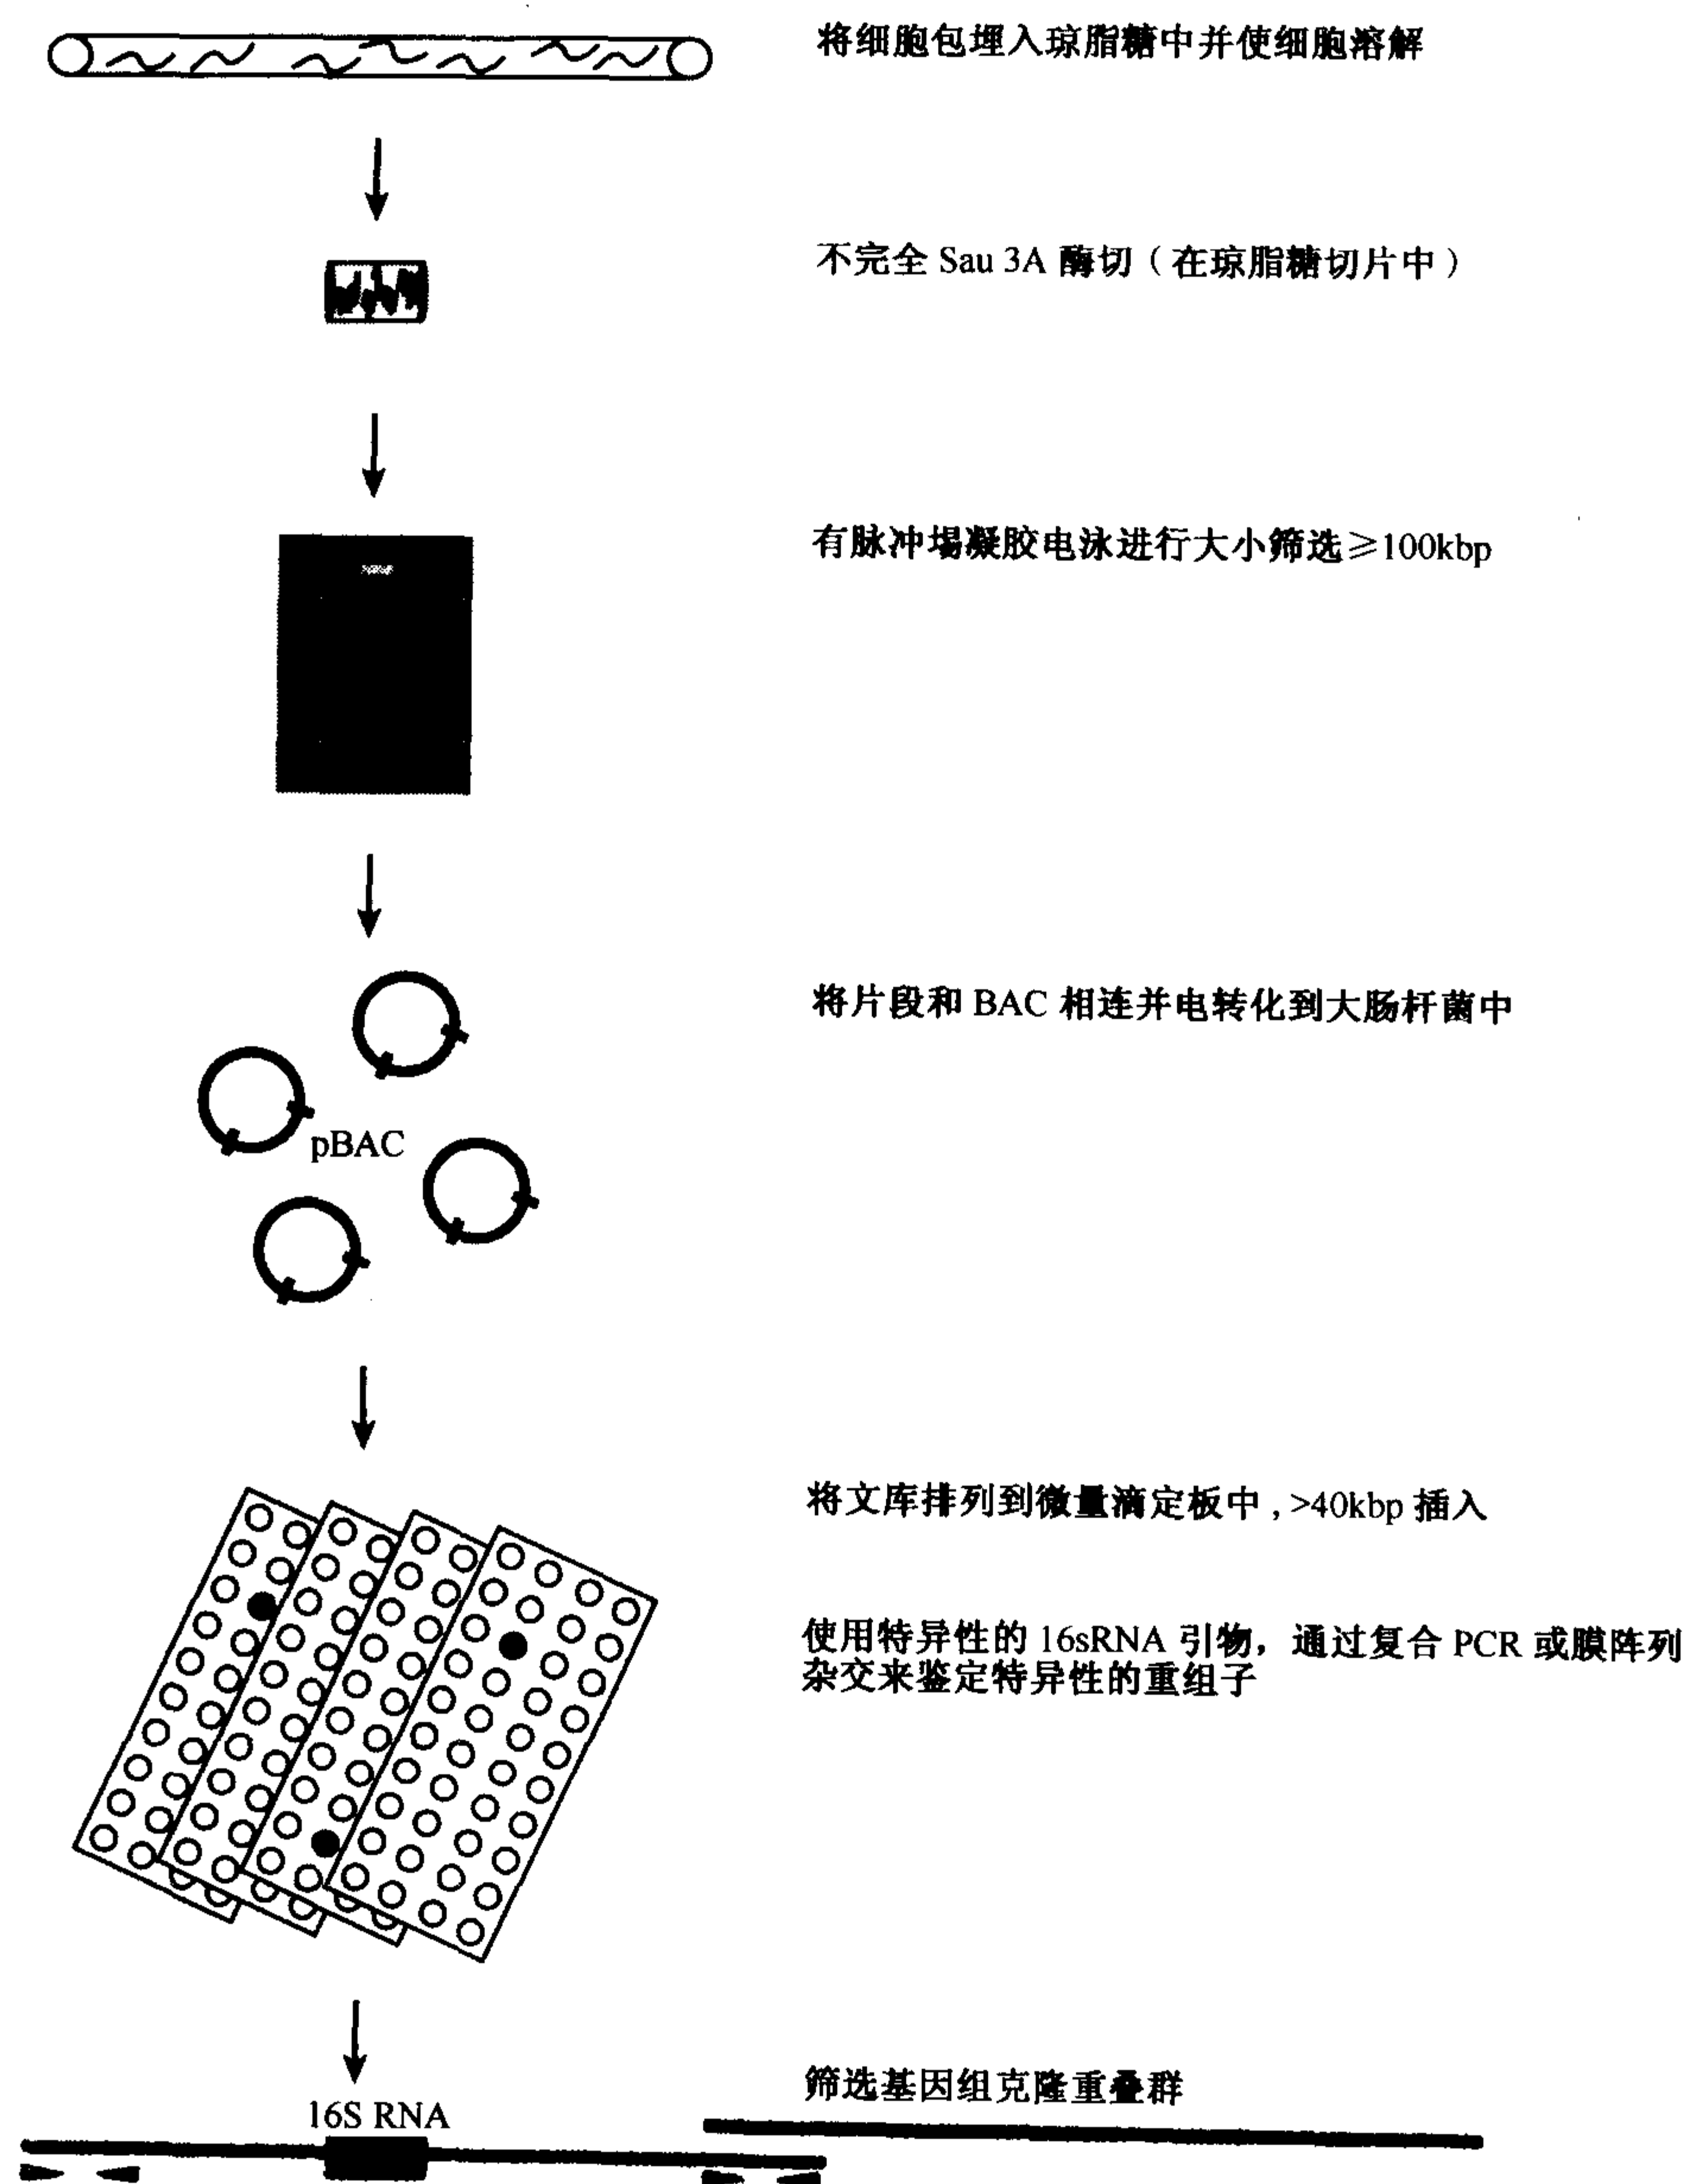 将细胞包埋入琼脂糖中并使细胞溶解
不完全 Sau 3A 酶切（在琼脂糖切片中）
有脉冲场凝胶电泳进行大小筛选≥100kbp
将片段和 BAC 相连并电转化到大肠杆菌中
pBAC
将文库排列到微量滴定板中 , >40kbp 插入
使用特异性的 16sRNA 引物，通过复合 PCR 或膜阵列
杂交来鉴定特异性的重组子
筛选基因组克隆重叠群
16S RNA